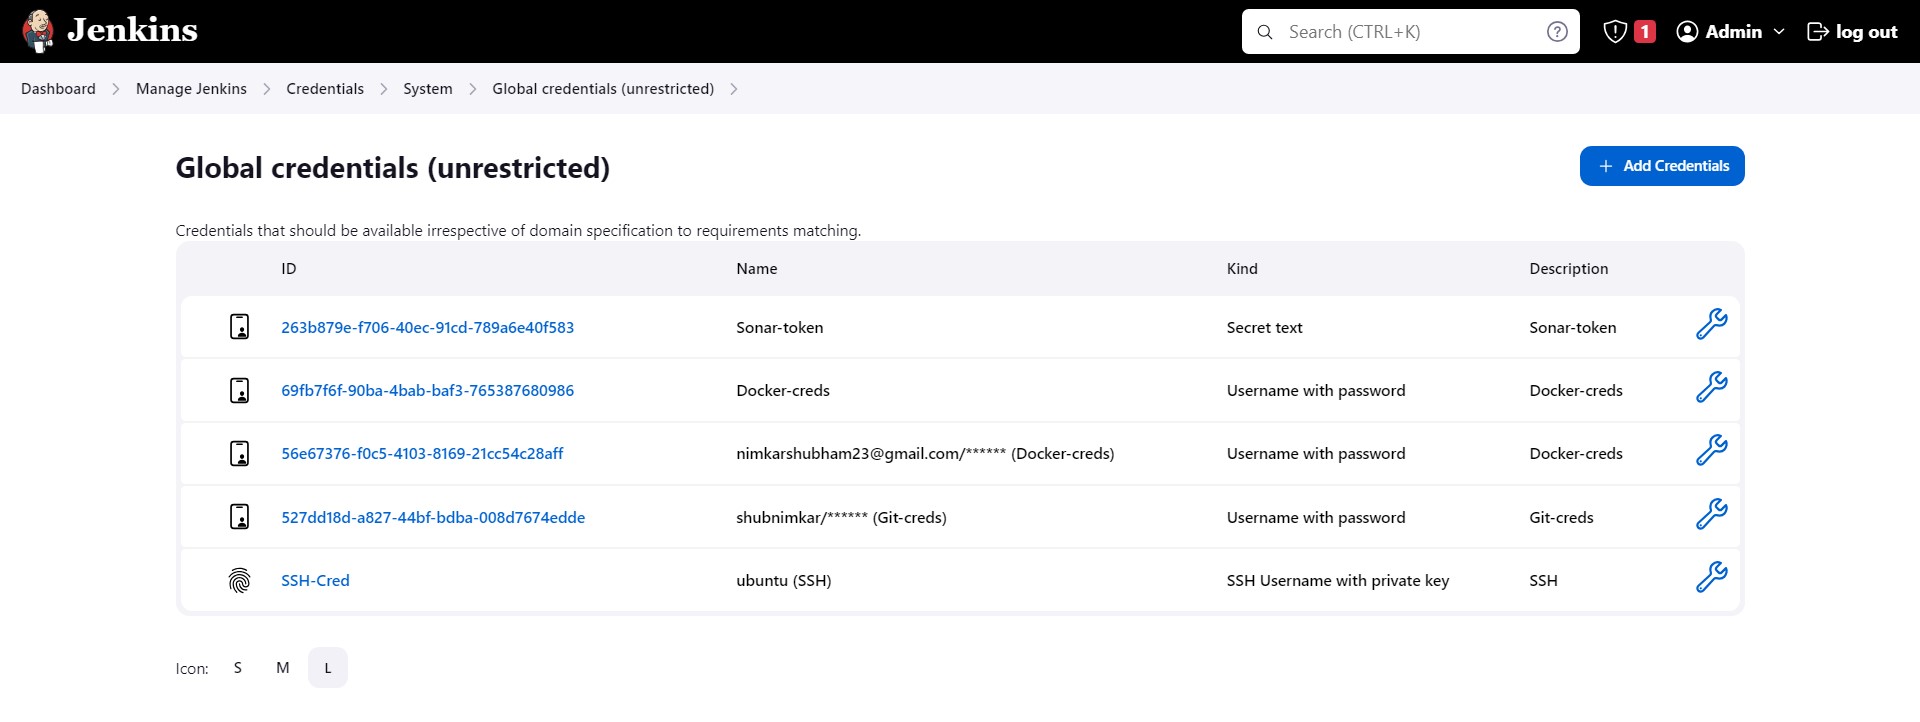 Jenkins
Search (CTRL+K)
1
Admin
log out
Dashboard
Manage Jenkins
Credentials
System
Global credentials (unrestricted)
Global credentials (unrestricted)
Add Credentials
Credentials that should be available irrespective of domain specification to requirements matching.
ID Name Kind Description
263b879e-f706-40ec-91cd-789a6e40f583 Sonar-token Secret text Sonar-token
69fb7f6f-90ba-4bab-baf3-765387680986 Docker-creds Username with password Docker-creds
56e67376-f0c5-4103-8169-21cc54c28aff nimkarshubham23@gmail.com/****** (Docker-creds) Username with password Docker-creds
527dd18d-a827-44bf-bdba-008d7674edde shubnimkar/****** (Git-creds) Username with password Git-creds
SSH-Cred ubuntu (SSH) SSH Username with private key SSH
Icon: S M L